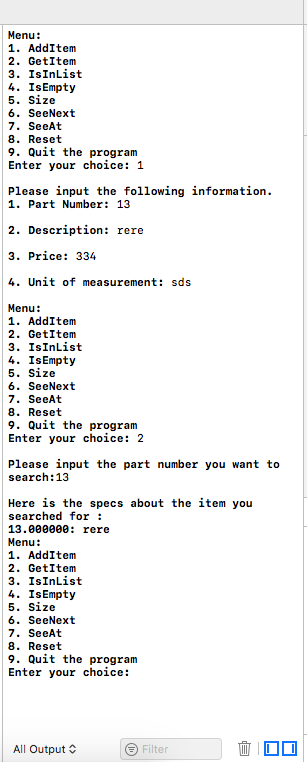 Menu:
1. AddItem
2. GetItem
3. IsInList
4. IsEmpty
5. Size
6. SeeNext
7. SeeAt
8. Reset
9. Quit the program
Enter your choice: 1
Please input the following information.
1. Part Number: 13
2. Description: rere
3. Price: 334
4. Unit of measurement: sds
Menu:
1. AddItem
2. GetItem
3. IsInList
4. IsEmpty
5. Size
6. SeeNext
7. SeeAt
8. Reset
9. Quit the program
Enter your choice: 2
Please input the part number you want to
search:13
Here is the specs about the item you
searched for :
13.000000: rere
Menu:
1. AddItem
2. GetItem
3. IsInList
4. IsEmpty
5. Size
6. SeeNext
7. SeeAt
8. Reset
9. Quit the program
Enter your choice:
All Output Filter